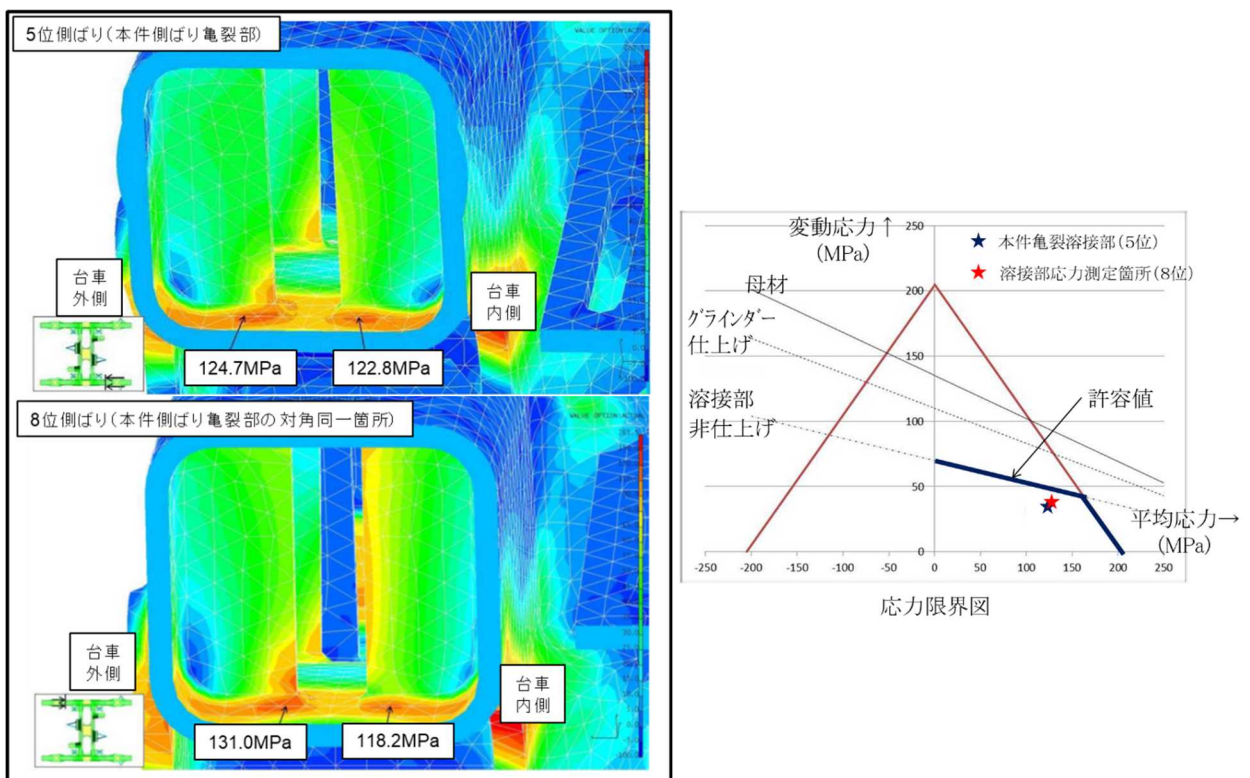 5位側ばり(本件側ばり亀裂部)
VALUE OPTION:ACTUAL
台車
外側
台車
内側
124.7MPa
122.8MPa
8位側ばり(本件側ばり亀裂部の対角同一箇所)
VALUE OPTION:ACTUAL
台車
外側
台車
内側
131.0MPa
118.2MPa
変動応力↑
(MPa)
★ 本件亀裂溶接部(5位)
★ 溶接部応力測定箇所(8位)
母材
グラインダー
仕上げ
溶接部
非仕上げ
許容値
平均応力→
(MPa)
250
200
150
100
50
0
-250 -200 -150 -100 -50 0 50 100 150 200 250
応力限界図